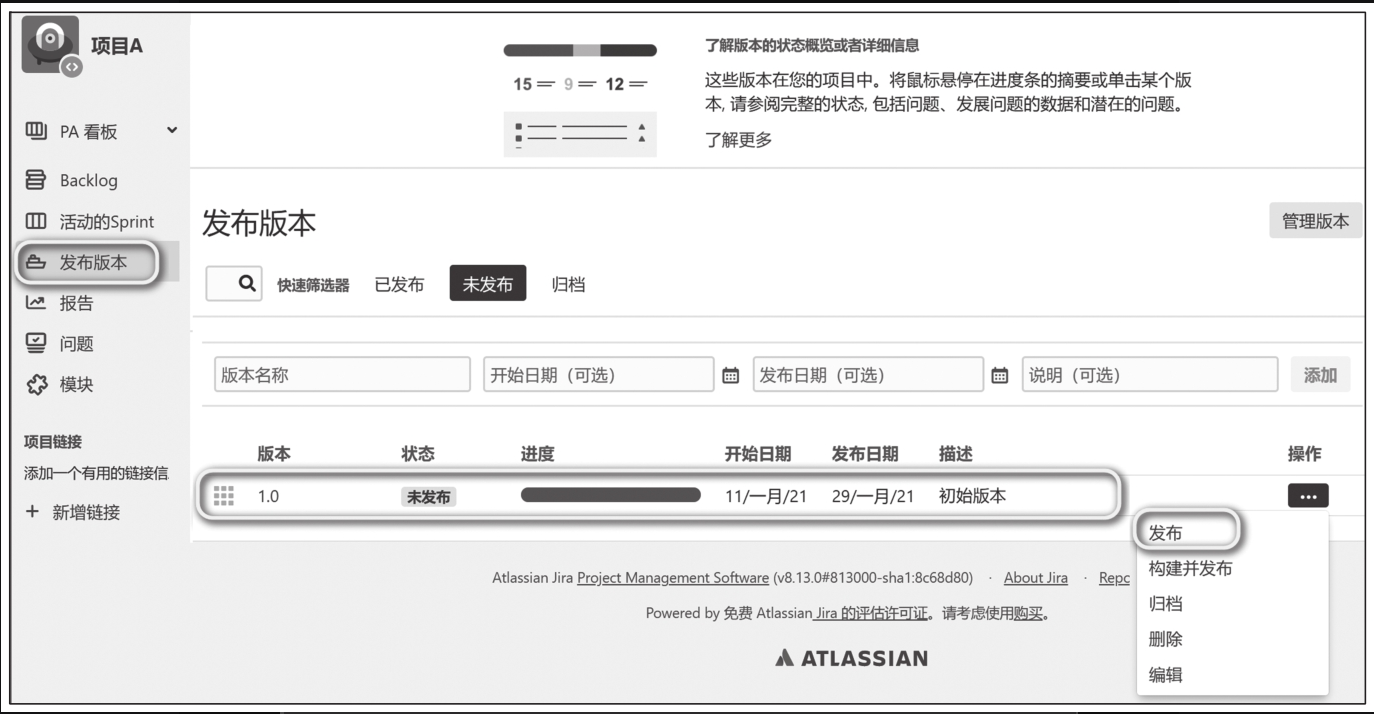 项目A
PA 看板
Backlog
活动的Sprint
发布版本
报告
问题
模块
项目链接
添加一个有用的链接信
+ 新增链接
15 9 12
了解版本的状态概览或者详细信息
这些版本在您的项目中。将鼠标悬停在进度条的摘要或单击某个版
本, 请参阅完整的状态, 包括问题、发展问题的数据和潜在的问题。
了解更多
发布版本
管理版本
快速筛选器 已发布 未发布 归档
版本名称 开始日期（可选） 发布日期（可选） 说明（可选） 添加
版本 状态 进度 开始日期 发布日期 描述 操作
1.0 未发布 11/一月/21 29/一月/21 初始版本 ...
发布
构建并发布
归档
删除
编辑
Atlassian Jira Project Management Software (v8.13.0#813000-sha1:8c68d80) · About Jira · Repc
Powered by 免费 Atlassian Jira 的评估许可证。请考虑使用购买。
ATLASSIAN